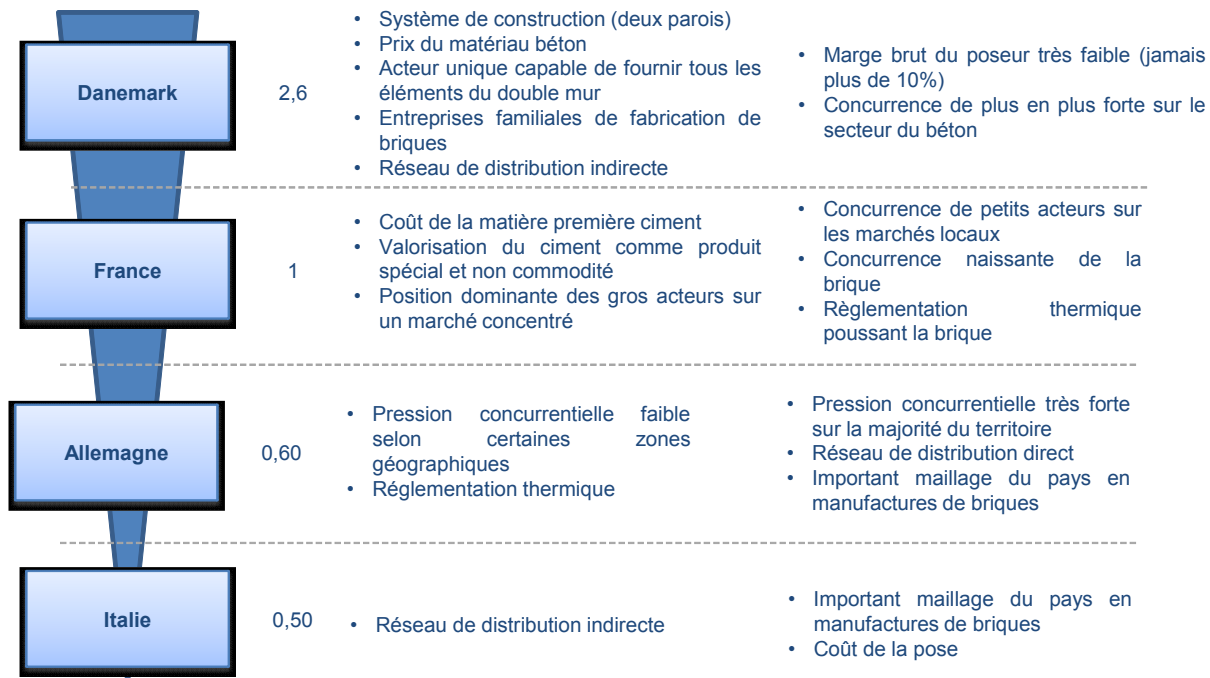 Danemark
2,6
• Système de construction (deux parois)
• Prix du matériau béton
• Acteur unique capable de fournir tous les
éléments du double mur
• Entreprises familiales de fabrication de
briques
• Réseau de distribution indirecte
• Marge brut du poseur très faible (jamais
plus de 10%)
• Concurrence de plus en plus forte sur le
secteur du béton
France
1
• Coût de la matière première ciment
• Valorisation du ciment comme produit
spécial et non commodité
• Position dominante des gros acteurs sur
un marché concentré
• Concurrence de petits acteurs sur
les marchés locaux
• Concurrence naissante de la
brique
• Règlementation thermique
poussant la brique
Allemagne
0,60
• Pression concurrentielle faible
selon certaines zones
géographiques
• Réglementation thermique
• Pression concurrentielle très forte
sur la majorité du territoire
• Réseau de distribution direct
• Important maillage du pays en
manufactures de briques
Italie
0,50
• Réseau de distribution indirecte
• Important maillage du pays en
manufactures de briques
• Coût de la pose